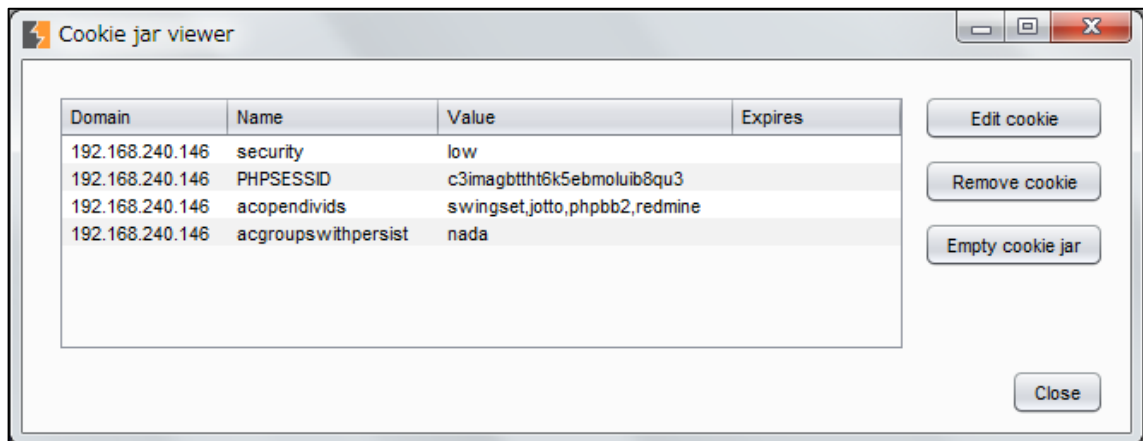 Cookie jar viewer
Domain Name Value Expires
192.168.240.146 security low
192.168.240.146 PHPSESSID c3imagbttht6k5ebmoluib8qu3
192.168.240.146 acopendivids swingset,jotto,phpbb2,redmine
192.168.240.146 acgroupswithpersist nada
Edit cookie
Remove cookie
Empty cookie jar
Close